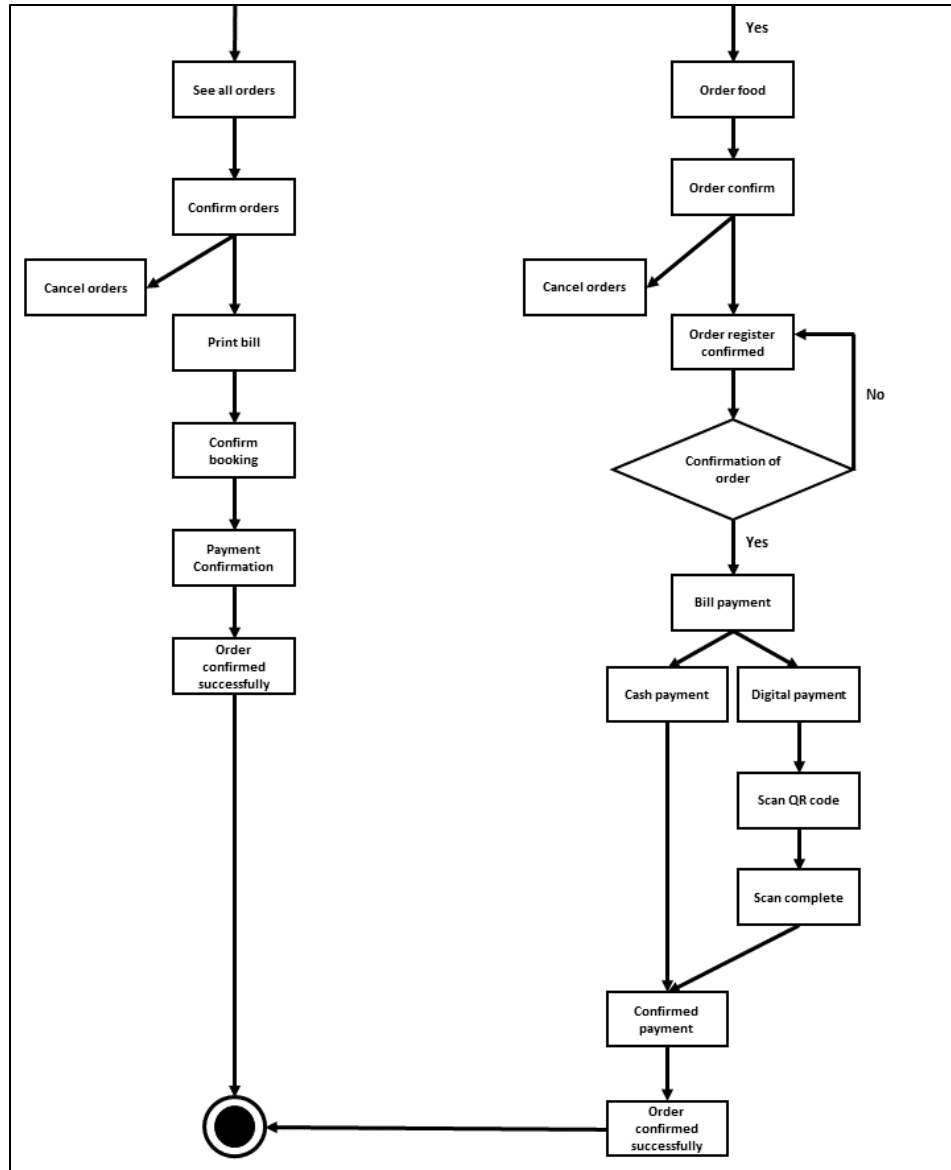 See all orders
Confirm orders
Cancel orders
Print bill
Confirm
booking
Payment
Confirmation
Order
confirmed
successfully
Yes
Order food
Order confirm
Cancel orders
Order register
confirmed
No
Confirmation of
order
Yes
Bill payment
Cash payment
Digital payment
Scan QR code
Scan complete
Confirmed
payment
Order
confirmed
successfully